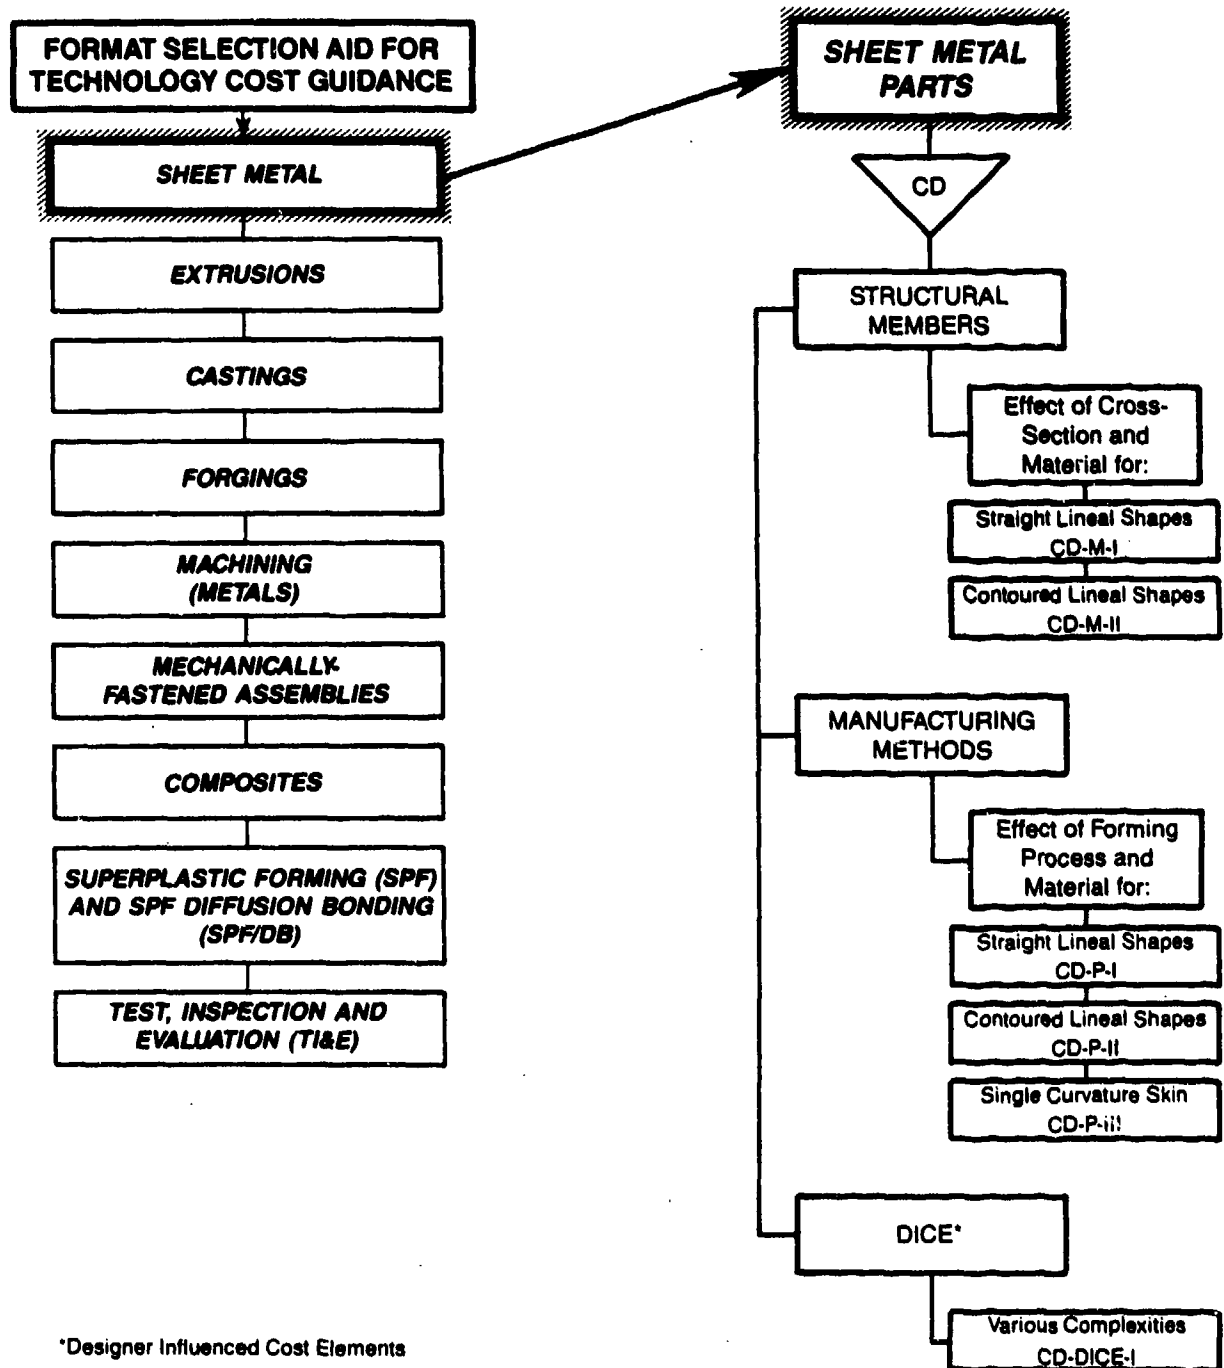 FORMAT SELECTION AID FOR
TECHNOLOGY COST GUIDANCE
SHEET METAL
EXTRUSIONS
CASTINGS
FORGINGS
MACHINING
(METALS)
MECHANICALLY-
FASTENED ASSEMBLIES
COMPOSITES
SUPERPLASTIC FORMING (SPF)
AND SPF DIFFUSION BONDING
(SPF/DB)
TEST, INSPECTION AND
EVALUATION (TI&E)
SHEET METAL
PARTS
CD
STRUCTURAL
MEMBERS
Effect of Cross-
Section and
Material for:
Straight Lineal Shapes
CD-M-I
Contoured Lineal Shapes
CD-M-II
MANUFACTURING
METHODS
Effect of Forming
Process and
Material for:
Straight Lineal Shapes
CD-P-I
Contoured Lineal Shapes
CD-P-II
Single Curvature Skin
CD-P-III
DICE*
Various Complexities
CD-DICE-I
*Designer Influenced Cost Elements